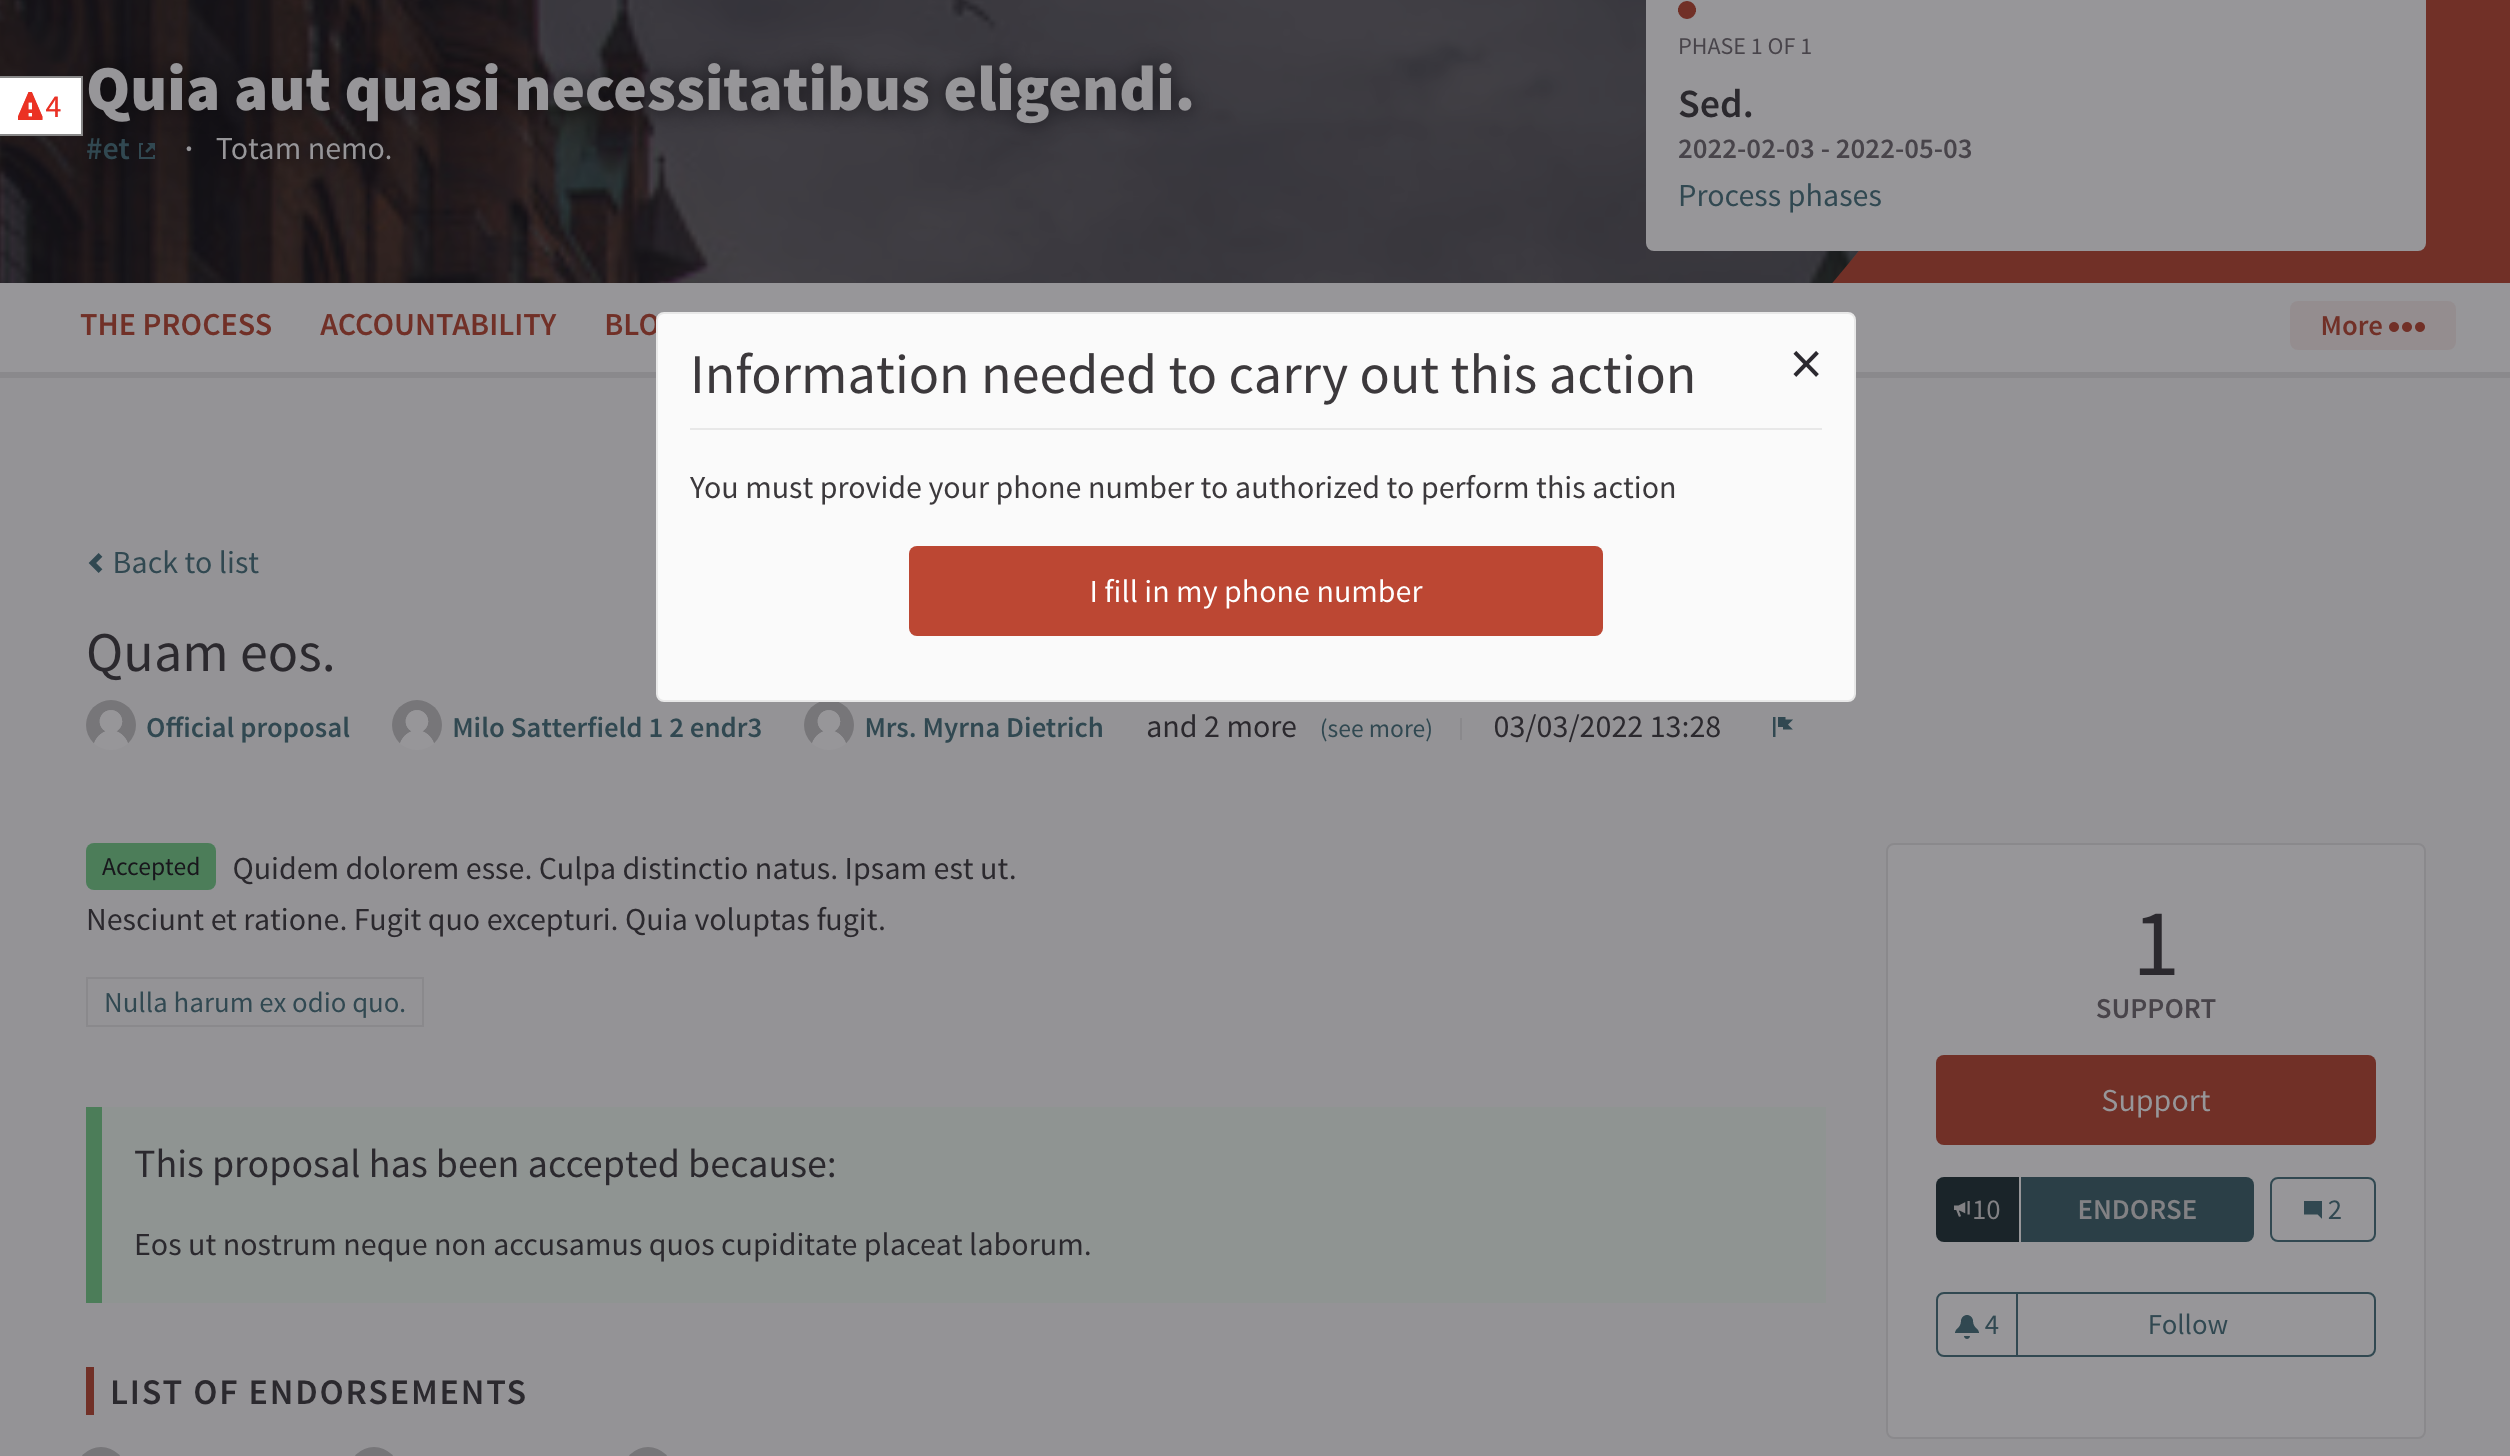 PHASE 1 OF 1
Quia aut quasi necessitatibus eligendi.
4
Sed.
#et · Totam nemo.
2022-02-03 - 2022-05-03
Process phases
THE PROCESS ACCOUNTABILITY BLO
More •••
Information needed to carry out this action
You must provide your phone number to authorized to perform this action
I fill in my phone number
Back to list
Quam eos.
Official proposal Milo Satterfield 1 2 endr3 Mrs. Myrna Dietrich and 2 more (see more) 03/03/2022 13:28
Accepted Quidem dolorem esse. Culpa distinctio natus. Ipsam est ut.
Nesciunt et ratione. Fugit quo excepturi. Quia voluptas fugit.
Nulla harum ex odio quo.
1
SUPPORT
Support
10 ENDORSE 2
4 Follow
This proposal has been accepted because:
Eos ut nostrum neque non accusamus quos cupiditate placeat laborum.
LIST OF ENDORSEMENTS